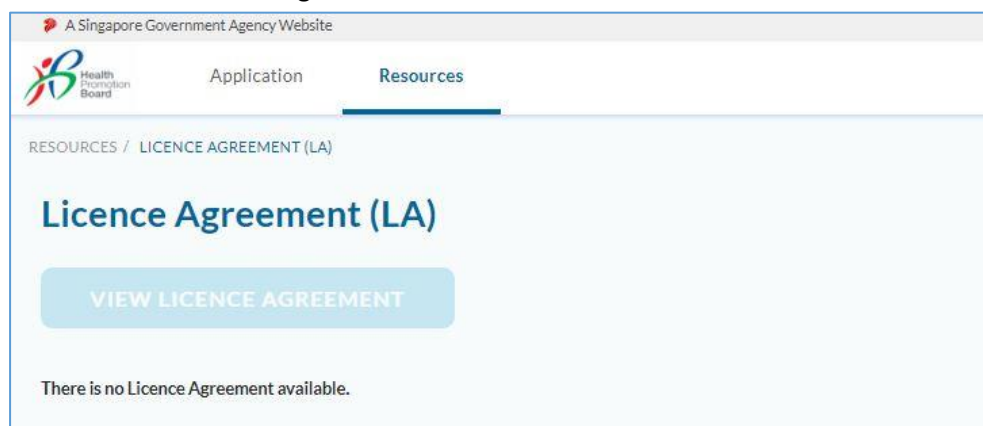 A Singapore Government Agency Website
Health
Promotion
Board
Application Resources
RESOURCES / LICENCE AGREEMENT (LA)
Licence Agreement (LA)
VIEW LICENCE AGREEMENT
There is no Licence Agreement available.